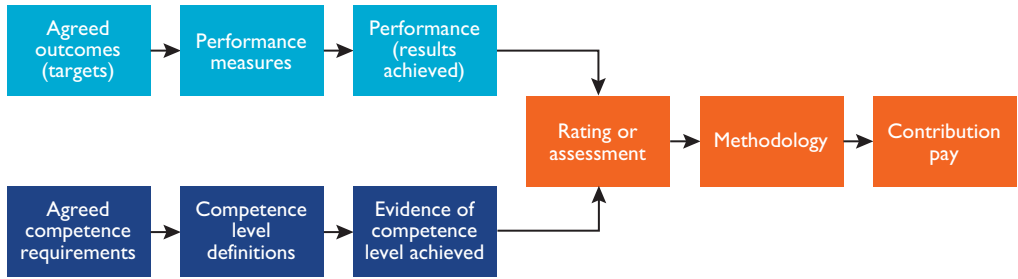 Agreed
outcomes
(targets)
Performance
measures
Performance
(results
achieved)
Rating or
assessment
Methodology
Contribution
pay
Agreed
competence
requirements
Competence
level
definitions
Evidence of
competence
level achieved